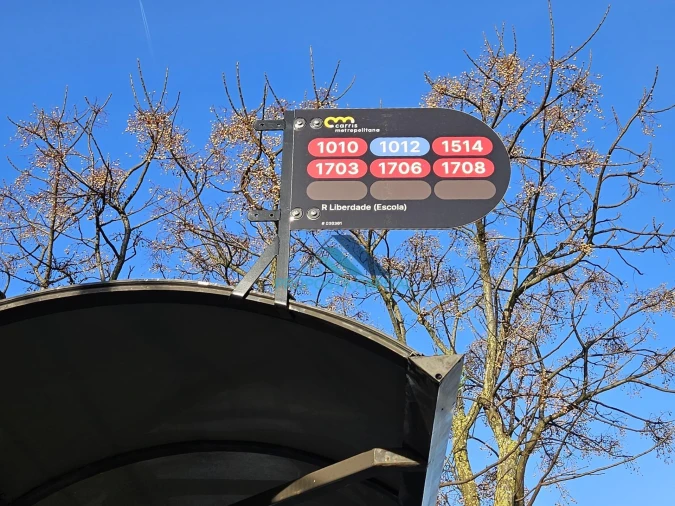 carris
metropolitana
1010 1012 1514
1703 1706 1708
R Liberdade (Escola)